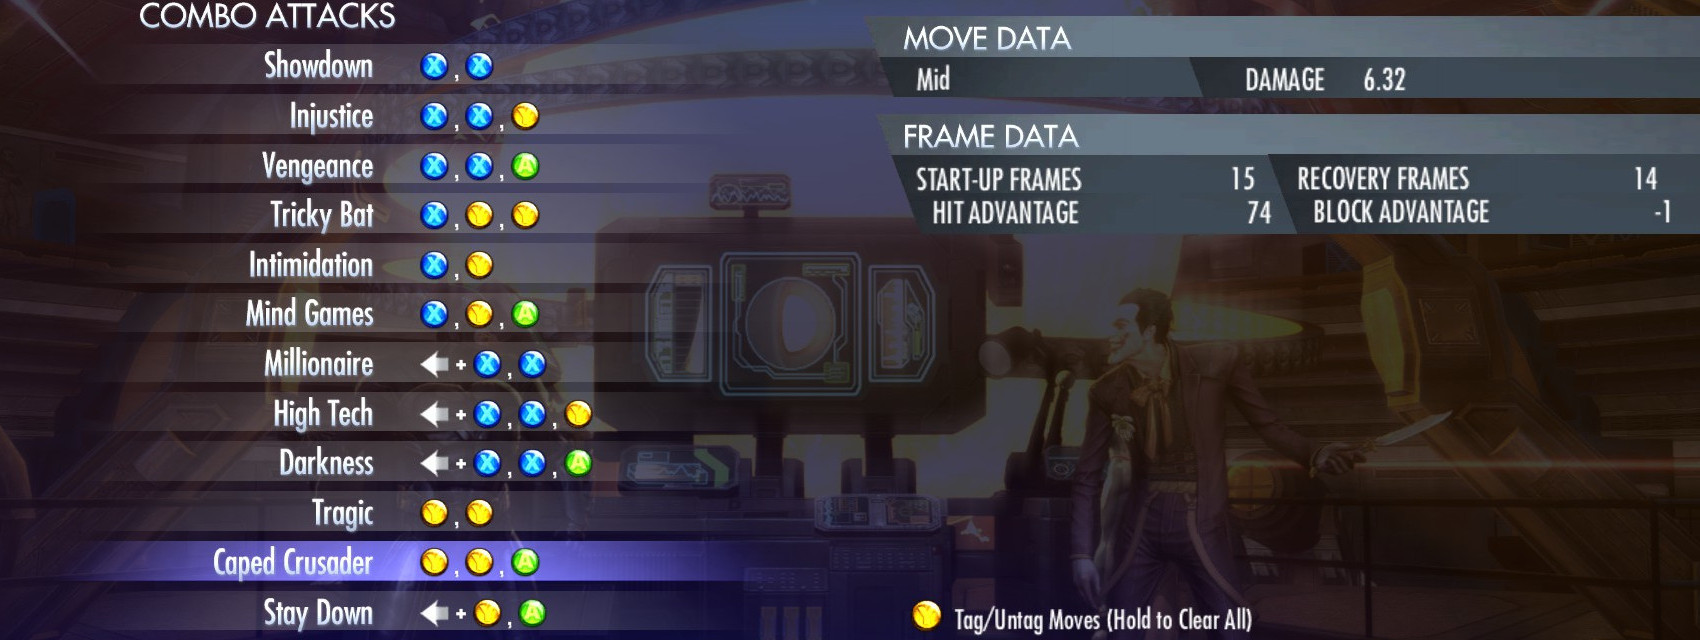 COMBO ATTACKS
Showdown X , X
Injustice X , X , Y
Vengeance X , X , A
Tricky Bat X , Y , Y
Intimidation X , Y
Mind Games X , Y , A
Millionaire ← + X , X
High Tech ← + X , X , Y
Darkness ← + X , X , A
Tragic Y , Y
Caped Crusader Y , Y , A
Stay Down ← + Y , A
MOVE DATA
Mid DAMAGE 6.32
FRAME DATA
START-UP FRAMES 15 RECOVERY FRAMES 14
HIT ADVANTAGE 74 BLOCK ADVANTAGE -1
Y Tag/Untag Moves (Hold to Clear All)